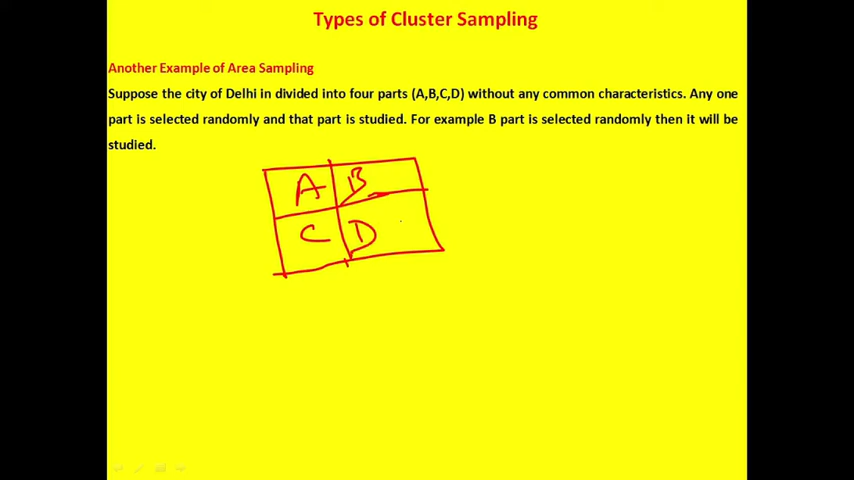 Types of Cluster Sampling
Another Example of Area Sampling
Suppose the city of Delhi in divided into four parts (A,B,C,D) without any common characteristics. Any one
part is selected randomly and that part is studied. For example B part is selected randomly then it will be
studied.
A B
C D